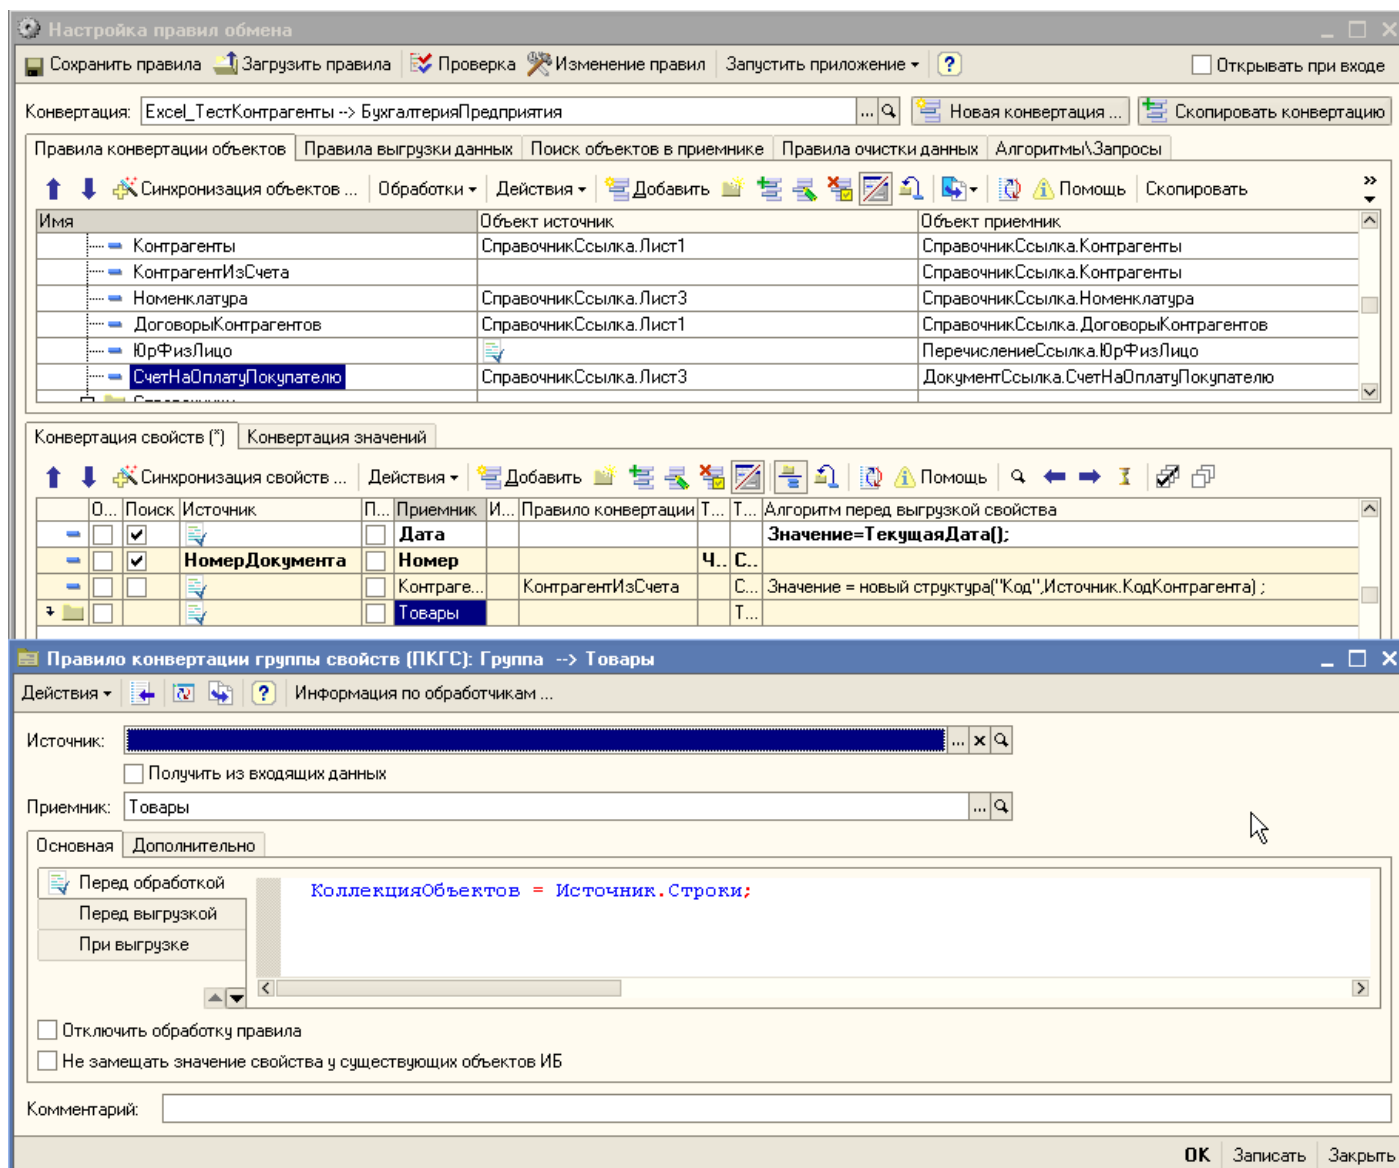 Настройка правил обмена
Сохранить правила Загрузить правила Проверка Изменение правил Запустить приложение ? Открывать при входе
Конвертация: Excel_ТестКонтрагенты --> БухгалтерияПредприятия ... Новая конвертация ... Скопировать конвертацию
Правила конвертации объектов Правила выгрузки данных Поиск объектов в приемнике Правила очистки данных Алгоритмы\Запросы
Синхронизация объектов ... Обработки Действия Добавить Помощь Скопировать »
Имя Объект источник Объект приемник
Контрагенты СправочникСсылка.Лист1 СправочникСсылка.Контрагенты
КонтрагентИзСчета СправочникСсылка.Контрагенты
Номенклатура СправочникСсылка.Лист3 СправочникСсылка.Номенклатура
ДоговорыКонтрагентов СправочникСсылка.Лист1 СправочникСсылка.ДоговорыКонтрагентов
ЮрФизЛицо ПеречислениеСсылка.ЮрФизЛицо
СчетНаОплатуПокупателю СправочникСсылка.Лист3 ДокументСсылка.СчетНаОплатуПокупателю
Конвертация свойств (*) Конвертация значений
Синхронизация свойств ... Действия Добавить Помощь
О... Поиск Источник П... Приемник И... Правило конвертации Т... Т... Алгоритм перед выгрузкой свойства
Дата Значение=ТекущаяДата();
НомерДокумента Номер Ч.. С...
Контраге... КонтрагентИзСчета С... Значение = новый структура("Код",Источник.КодКонтрагента) ;
Товары Т...
Правило конвертации группы свойств (ПКГС): Группа --> Товары
Действия ? Информация по обработчикам ...
Источник: ... x
Получить из входящих данных
Приемник: Товары ...
Основная Дополнительно
Перед обработкой
КоллекцияОбъектов = Источник.Строки;
Перед выгрузкой
При выгрузке
Отключить обработку правила
Не замещать значение свойства у существующих объектов ИБ
Комментарий:
OK Записать Закрыть